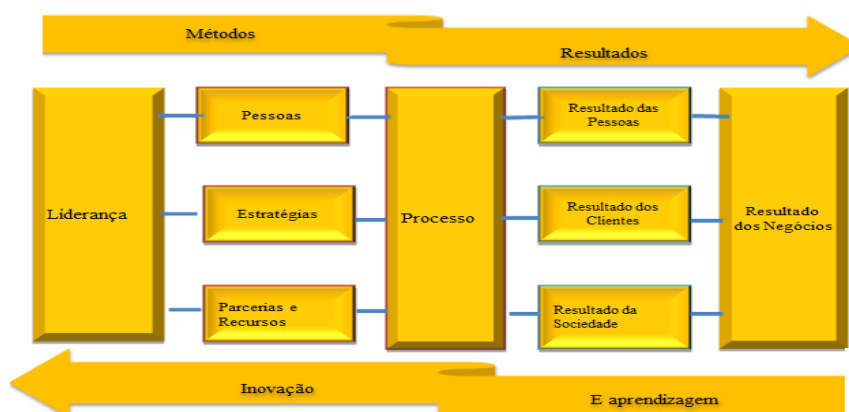 Métodos
Resultados
Liderança
Pessoas
Estratégias
Parcerias e
Recursos
Processo
Resultado das
Pessoas
Resultado dos
Clientes
Resultado da
Sociedade
Resultado
dos Negócios
Inovação
E aprendizagem